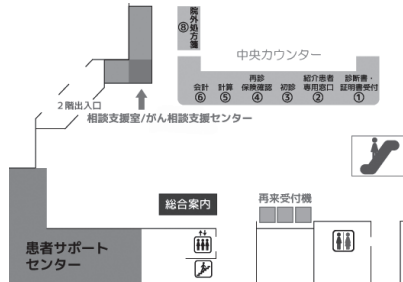 院外処方箋
⑧
中央カウンター
会計
⑥
計算
⑤
再診
保険確認
④
初診
③
紹介患者
専用窓口
②
診断書・
証明書受付
①
2階出入口
相談支援室/がん相談支援センター
総合案内
再来受付機
患者サポート
センター